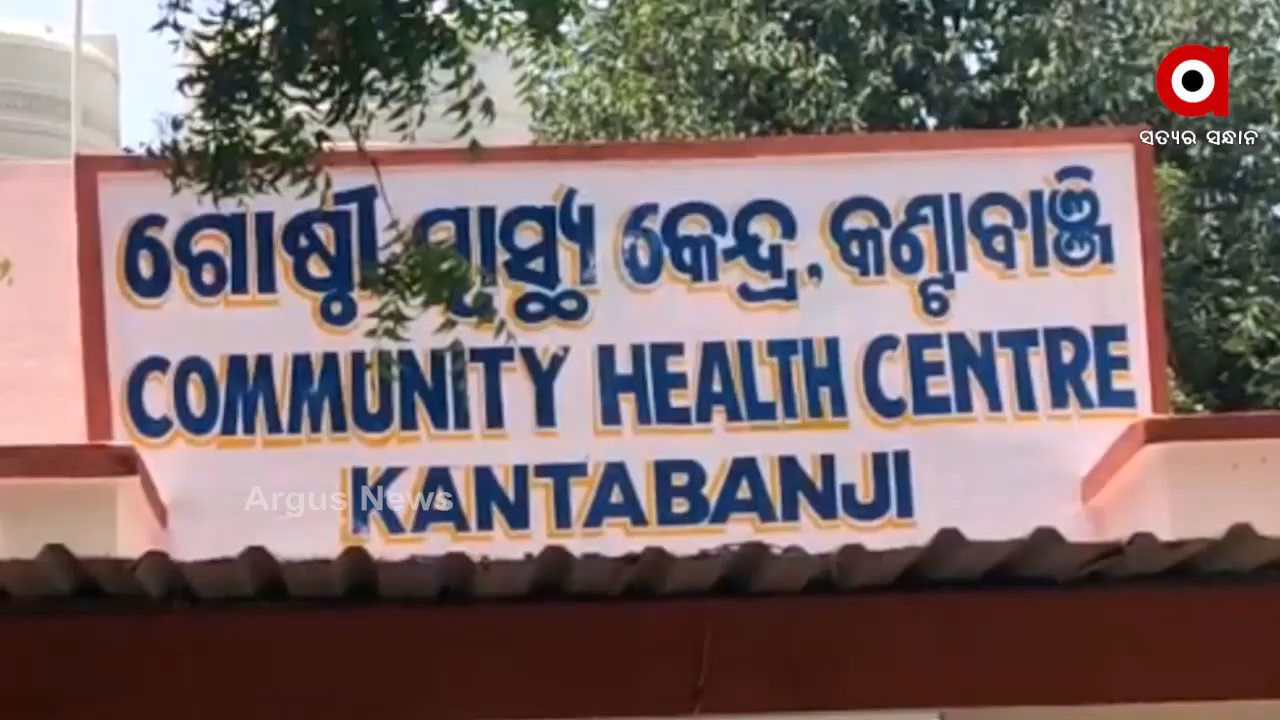 ସତ୍ୟର ସନ୍ଧାନ
ଗୋଷ୍ଠୀ ସ୍ୱାସ୍ଥ୍ୟ କେନ୍ଦ୍ର, କଣ୍ଟାବାଞ୍ଜି
COMMUNITY HEALTH CENTRE
KANTABANJI
Argus News